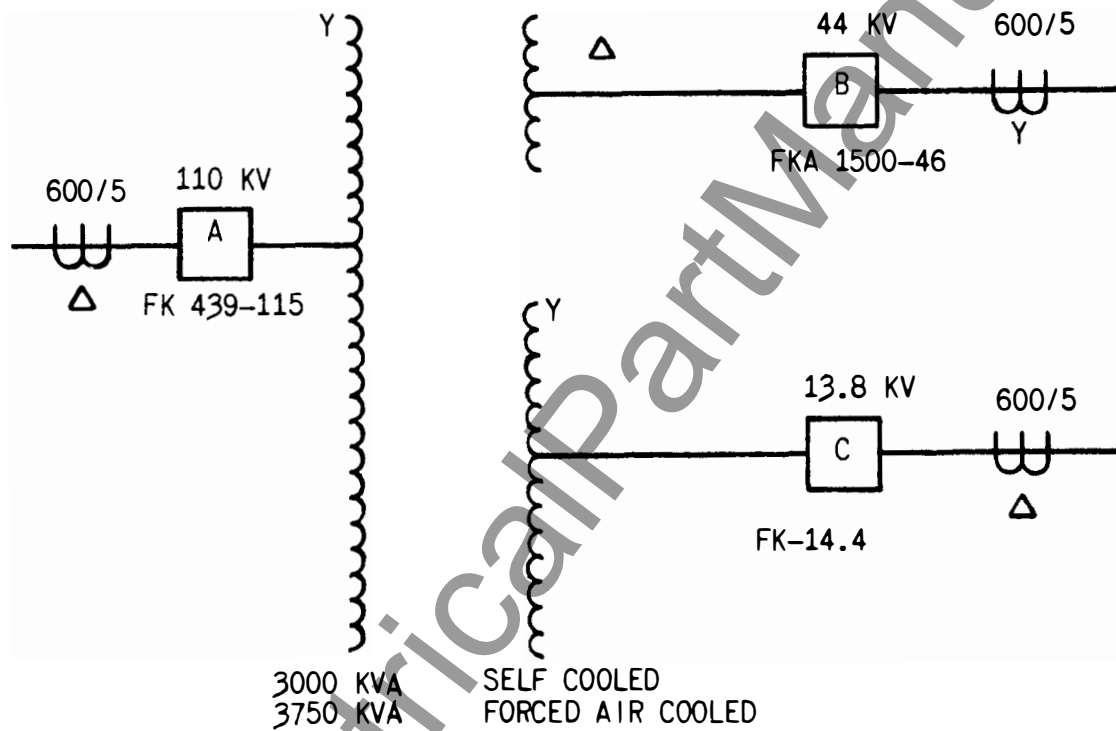 Y
44 KV
600/5
B
Y
FKA 1500-46
600/5
110 KV
A
FK 439-115
Y
13.8 KV
600/5
C
FK-14.4
3000 KVA SELF COOLED
3750 KVA FORCED AIR COOLED
tricalPartManu